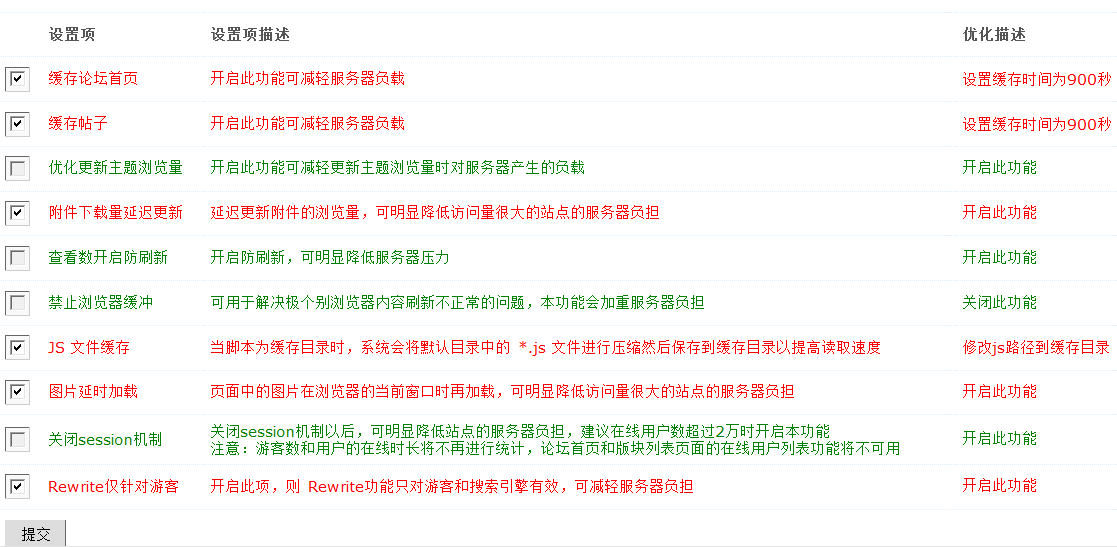 设置项 设置项描述 优化描述
缓存论坛首页 开启此功能可减轻服务器负载 设置缓存时间为900秒
缓存帖子 开启此功能可减轻服务器负载 设置缓存时间为900秒
优化更新主题浏览量 开启此功能可减轻更新主题浏览量时对服务器产生的负载 开启此功能
附件下载量延迟更新 延迟更新附件的浏览量，可明显降低访问量很大的站点的服务器负担 开启此功能
查看数开启防刷新 开启防刷新，可明显降低服务器压力 开启此功能
禁止浏览器缓冲 可用于解决极个别浏览器内容刷新不正常的问题，本功能会加重服务器负担 关闭此功能
JS 文件缓存 当脚本为缓存目录时，系统会将默认目录中的 *.js 文件进行压缩然后保存到缓存目录以提高读取速度 修改js路径到缓存目录
图片延时加载 页面中的图片在浏览器的当前窗口时再加载，可明显降低访问量很大的站点的服务器负担 开启此功能
关闭session机制 关闭session机制以后，可明显降低站点的服务器负担，建议在线用户数超过2万时开启本功能 开启此功能
注意：游客数和用户的在线时长将不再进行统计，论坛首页和版块列表页面的在线用户列表功能将不可用
Rewrite仅针对游客 开启此项，则 Rewrite功能只对游客和搜索引擎有效，可减轻服务器负担 开启此功能
提交